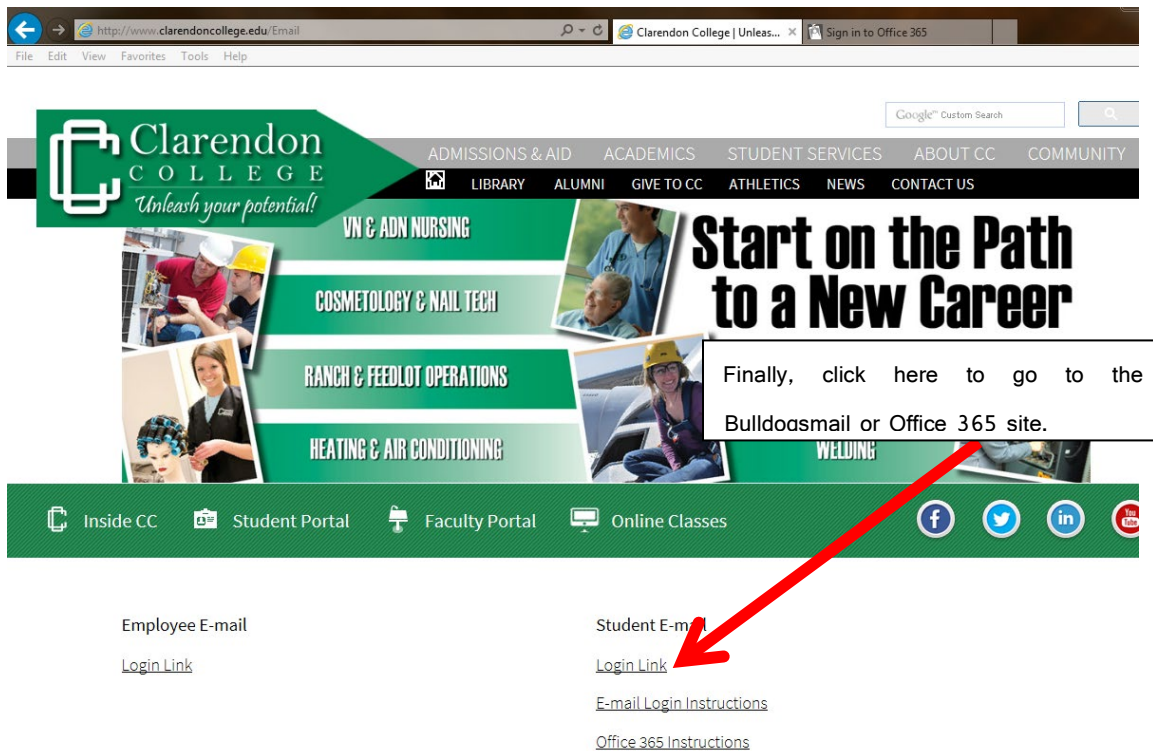 http://www.clarendoncollege.edu/Email
Clarendon College | Unleas...
Sign in to Office 365
File Edit View Favorites Tools Help
Google™ Custom Search
Clarendon
COLLEGE
Unleash your potential!
ADMISSIONS & AID ACADEMICS STUDENT SERVICES ABOUT CC COMMUNITY
LIBRARY ALUMNI GIVE TO CC ATHLETICS NEWS CONTACT US
VN & ADN NURSING
COSMETOLOGY & NAIL TECH
RANCH & FEEDLOT OPERATIONS
HEATING & AIR CONDITIONING
Start on the Path
to a New Career
Finally, click here to go to the
Bulldogsmail or Office 365 site.
WELDING
Inside CC Student Portal Faculty Portal Online Classes
You
Tube
Employee E-mail
Login Link
Student E-mail
Login Link
E-mail Login Instructions
Office 365 Instructions